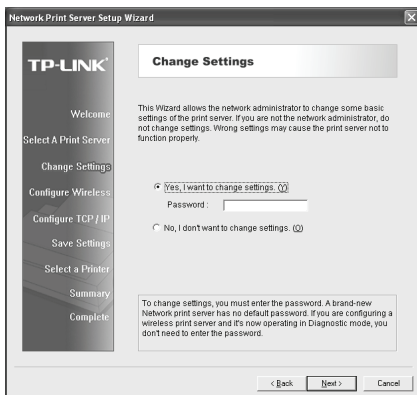 Network Print Server Setup Wizard
TP-LINK
Change Settings
Welcome
Select A Print Server
Change Settings
Configure Wireless
Configure TCP / IP
Save Settings
Select a Printer
Summary
Complete
This Wizard allows the network administrator to change some basic
settings of the print server. If you are not the network administrator, do
not change settings. Wrong settings may cause the print server not to
function properly.
Yes, I want to change settings. (Y)
Password :
No, I don't want to change settings. (O)
To change settings, you must enter the password. A brand-new
Network print server has no default password. If you are configuring a
wireless print server and it's now operating in Diagnostic mode, you
don't need to enter the password.
< Back
Next >
Cancel